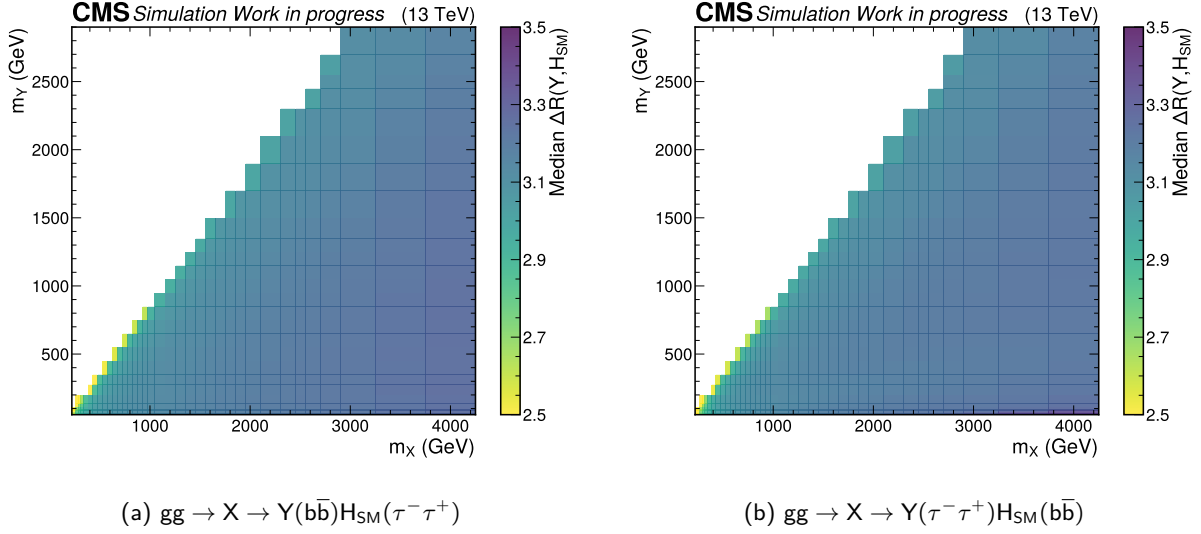 CMS Simulation Work in progress (13 TeV)
m_Y (GeV)
2500
2000
1500
1000
500
1000 2000 3000 4000
m_X (GeV)
3.5
3.3
3.1
2.9
2.7
2.5
Median ΔR(Y,H_SM)
(a) gg → X → Y(bb̅)H_SM(τ⁻τ⁺)
CMS Simulation Work in progress (13 TeV)
m_Y (GeV)
2500
2000
1500
1000
500
1000 2000 3000 4000
m_X (GeV)
3.5
3.3
3.1
2.9
2.7
2.5
Median ΔR(Y,H_SM)
(b) gg → X → Y(τ⁻τ⁺)H_SM(bb̅)